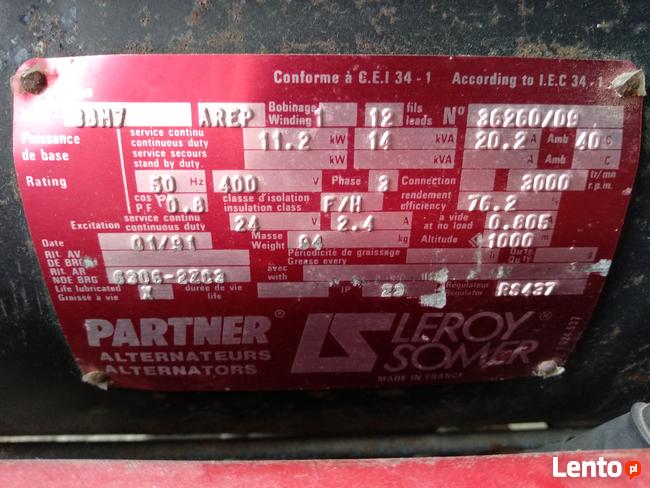 Conforme à C.E.I 34 - 1 According to I.E.C 34 - 1
AREP Bobinage Winding 1 12 fils leads N° 36260/09
Puissance de base service continu continuous duty 11.2 kW 14 kVA 20.2 A Amb 40 C
service secours stand by duty kW kVA A Amb C
Rating 50 Hz 400 V Phase 3 Connection 3000 tr/mn r.p.m.
cos P.F. 0.8 classe d'isolation insulation class F/H rendement efficiency 76.2
Excitation service continu continuous duty 24 V 2.4 A à vide at no load 0.605
Date 01/91 Masse Weight 84 kg Altitude 1000 m
Rlt. AV DE BRG Périodicité de graissage Grease every
Rlt. AR NDE BRG 6306-2ZC3 avec with
Life lubricated Graissé à vie X durée de vie life IP 23 Régulateur Regulator RS437
PARTNER ® LS LEROY ® SOMER
ALTERNATEURS
ALTERNATORS
MADE IN FRANCE
Lento.pl